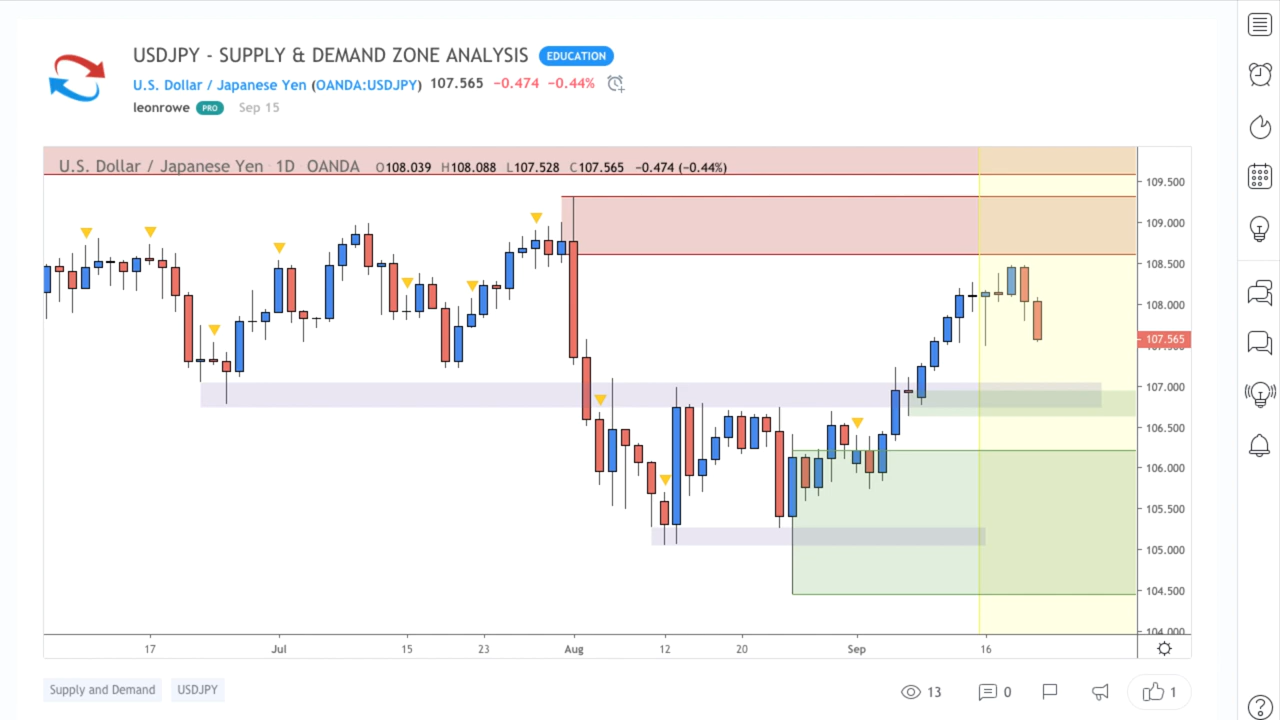 USDJPY - SUPPLY & DEMAND ZONE ANALYSIS EDUCATION
U.S. Dollar / Japanese Yen (OANDA:USDJPY) 107.565 −0.474 −0.44%
leonrowe PRO Sep 15
U.S. Dollar / Japanese Yen 1D OANDA O108.039 H108.088 L107.528 C107.565 −0.474 (−0.44%)
109.500
109.000
108.500
108.000
107.565
107.000
106.500
106.000
105.500
105.000
104.500
104.000
17 Jul 15 23 Aug 12 20 Sep 16
Supply and Demand USDJPY 13 0 1